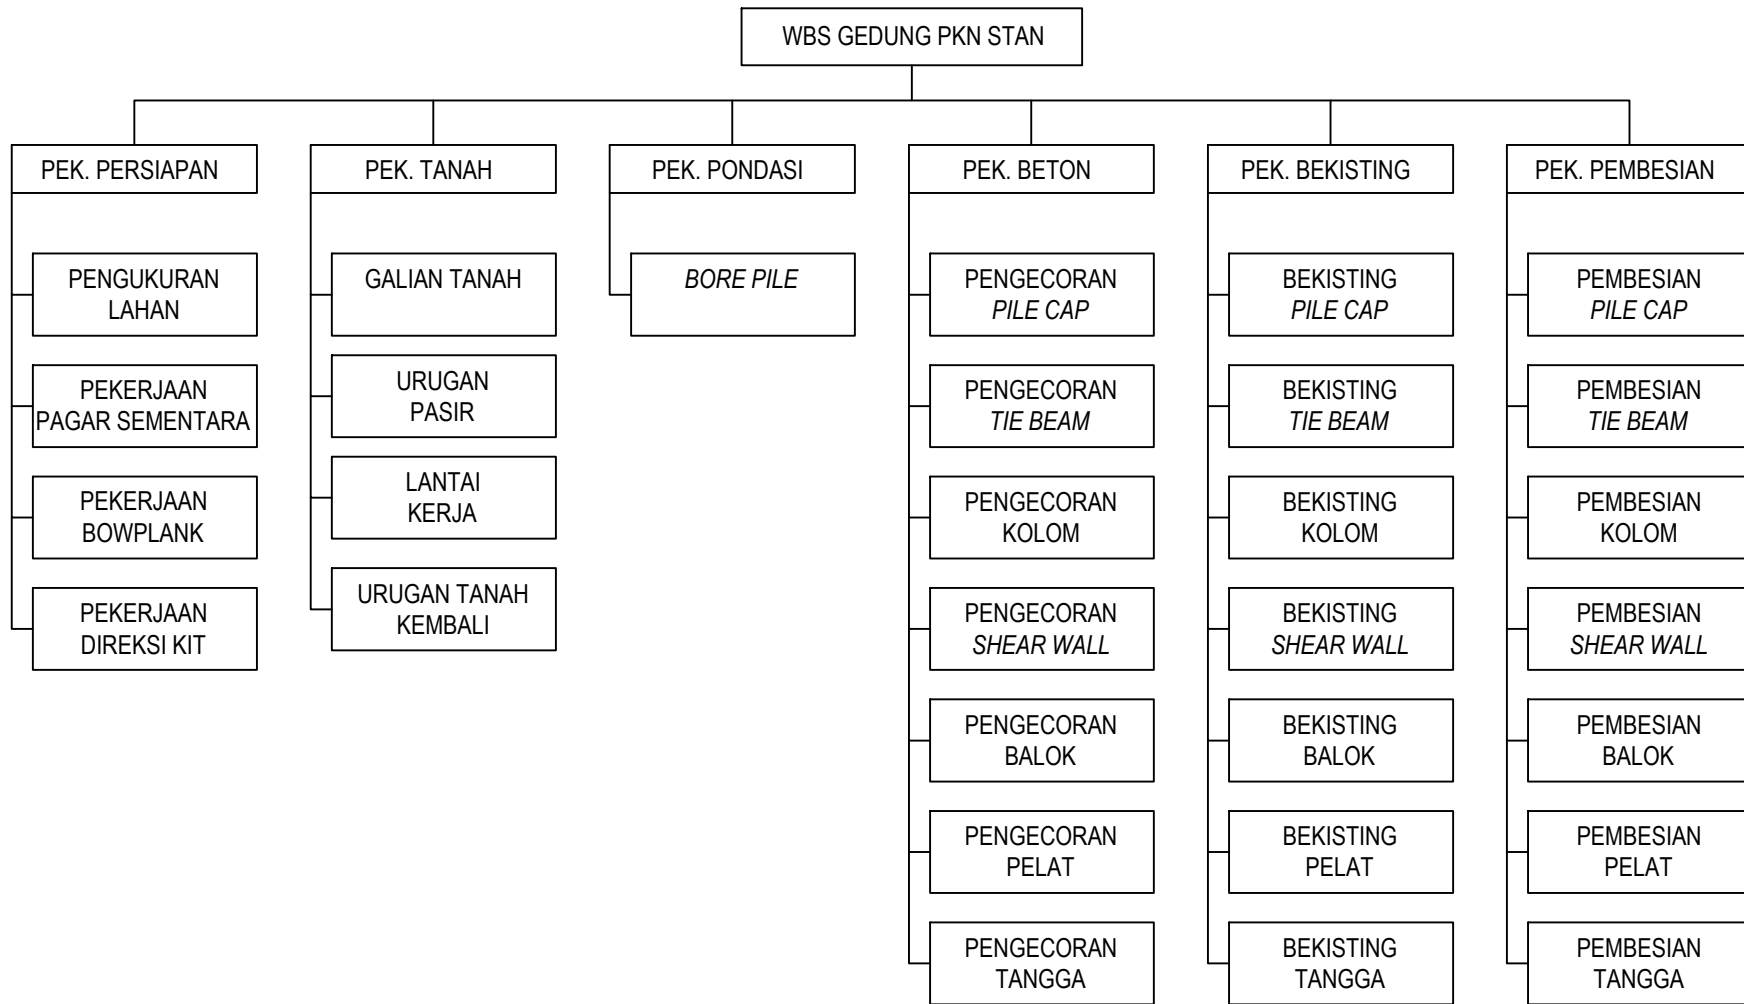 WBS GEDUNG PKN STAN
PEK. PERSIAPAN
PENGUKURAN
LAHAN
PEKERJAAN
PAGAR SEMENTARA
PEKERJAAN
BOWPLANK
PEKERJAAN
DIREKSI KIT
PEK. TANAH
GALIAN TANAH
URUGAN
PASIR
LANTAI
KERJA
URUGAN TANAH
KEMBALI
PEK. PONDASI
BORE PILE
PEK. BETON
PENGECORAN
PILE CAP
PENGECORAN
TIE BEAM
PENGECORAN
KOLOM
PENGECORAN
SHEAR WALL
PENGECORAN
BALOK
PENGECORAN
PELAT
PENGECORAN
TANGGA
PEK. BEKISTING
BEKISTING
PILE CAP
BEKISTING
TIE BEAM
BEKISTING
KOLOM
BEKISTING
SHEAR WALL
BEKISTING
BALOK
BEKISTING
PELAT
BEKISTING
TANGGA
PEK. PEMBESIAN
PEMBESIAN
PILE CAP
PEMBESIAN
TIE BEAM
PEMBESIAN
KOLOM
PEMBESIAN
SHEAR WALL
PEMBESIAN
BALOK
PEMBESIAN
PELAT
PEMBESIAN
TANGGA